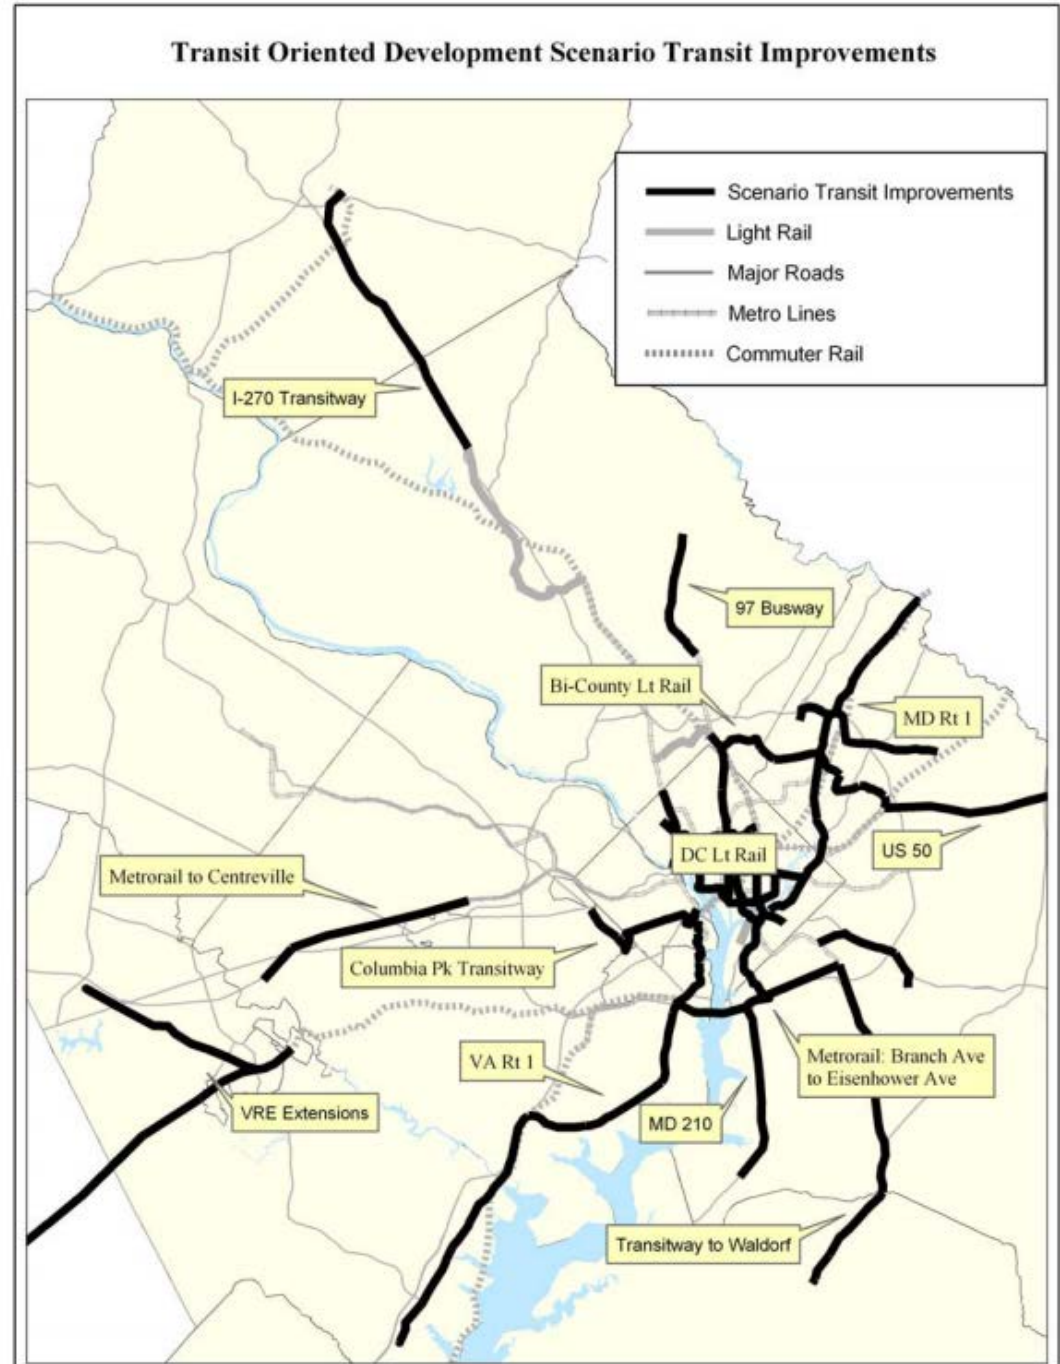 Transit Oriented Development Scenario Transit Improvements
Scenario Transit Improvements
Light Rail
Major Roads
Metro Lines
Commuter Rail
I-270 Transitway
97 Busway
Bi-County Lt Rail
MD Rt 1
DC Lt Rail
US 50
Metrorail to Centreville
Columbia Pk Transitway
VA Rt 1
Metrorail: Branch Ave
to Eisenhower Ave
VRE Extensions
MD 210
Transitway to Waldorf